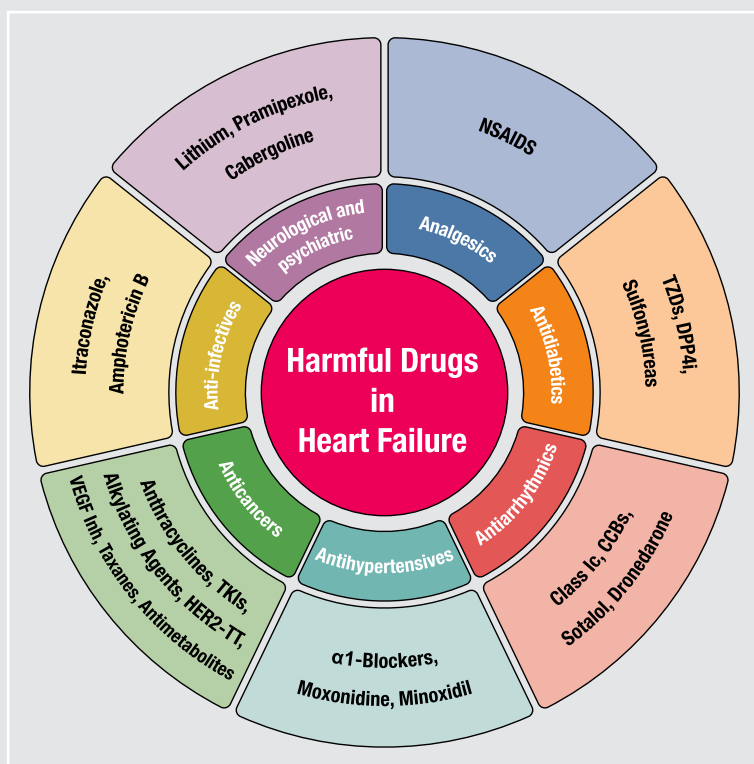 Harmful Drugs
in
Heart Failure
Analgesics
NSAIDS
Antidiabetics
TZDs, DPP4i,
Sulfonylureas
Antiarrhythmics
Class Ic, CCBs,
Sotalol, Dronedarone
Antihypertensives
α1-Blockers,
Moxonidine, Minoxidil
Anticancers
Anthracyclines, TKIs,
Alkylating Agents, HER2-TT,
VEGF Inh, Taxanes, Antimetabolites
Anti-infectives
Itraconazole,
Amphotericin B
Neurological and
psychiatric
Lithium, Pramipexole,
Cabergoline